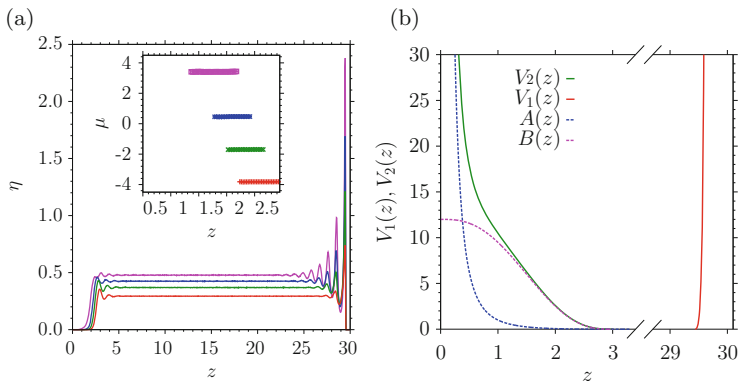 (a)
(b)
2.5
2.0
1.5
1.0
0.5
0.0
η
0 5 10 15 20 25 30
z
4
2
0
-2
-4
μ
0.5 1 1.5 2 2.5
z
30
25
20
15
10
5
0
V₁(z), V₂(z)
V₂(z)
V₁(z)
A(z)
B(z)
0 1 2 3 29 30
z